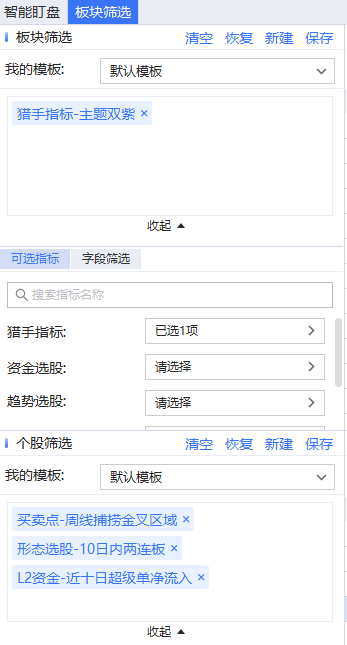 智能盯盘 板块筛选
板块筛选 清空 恢复 新建 保存
我的模板: 默认模板
猎手指标-主题双紫 ×
收起
可选指标 字段筛选
搜索指标名称
猎手指标: 已选1项
资金选股: 请选择
趋势选股: 请选择
个股筛选 清空 恢复 新建 保存
我的模板: 默认模板
买卖点-周线捕捞金叉区域 ×
形态选股-10日内两连板 ×
L2资金-近十日超级单净流入 ×
收起